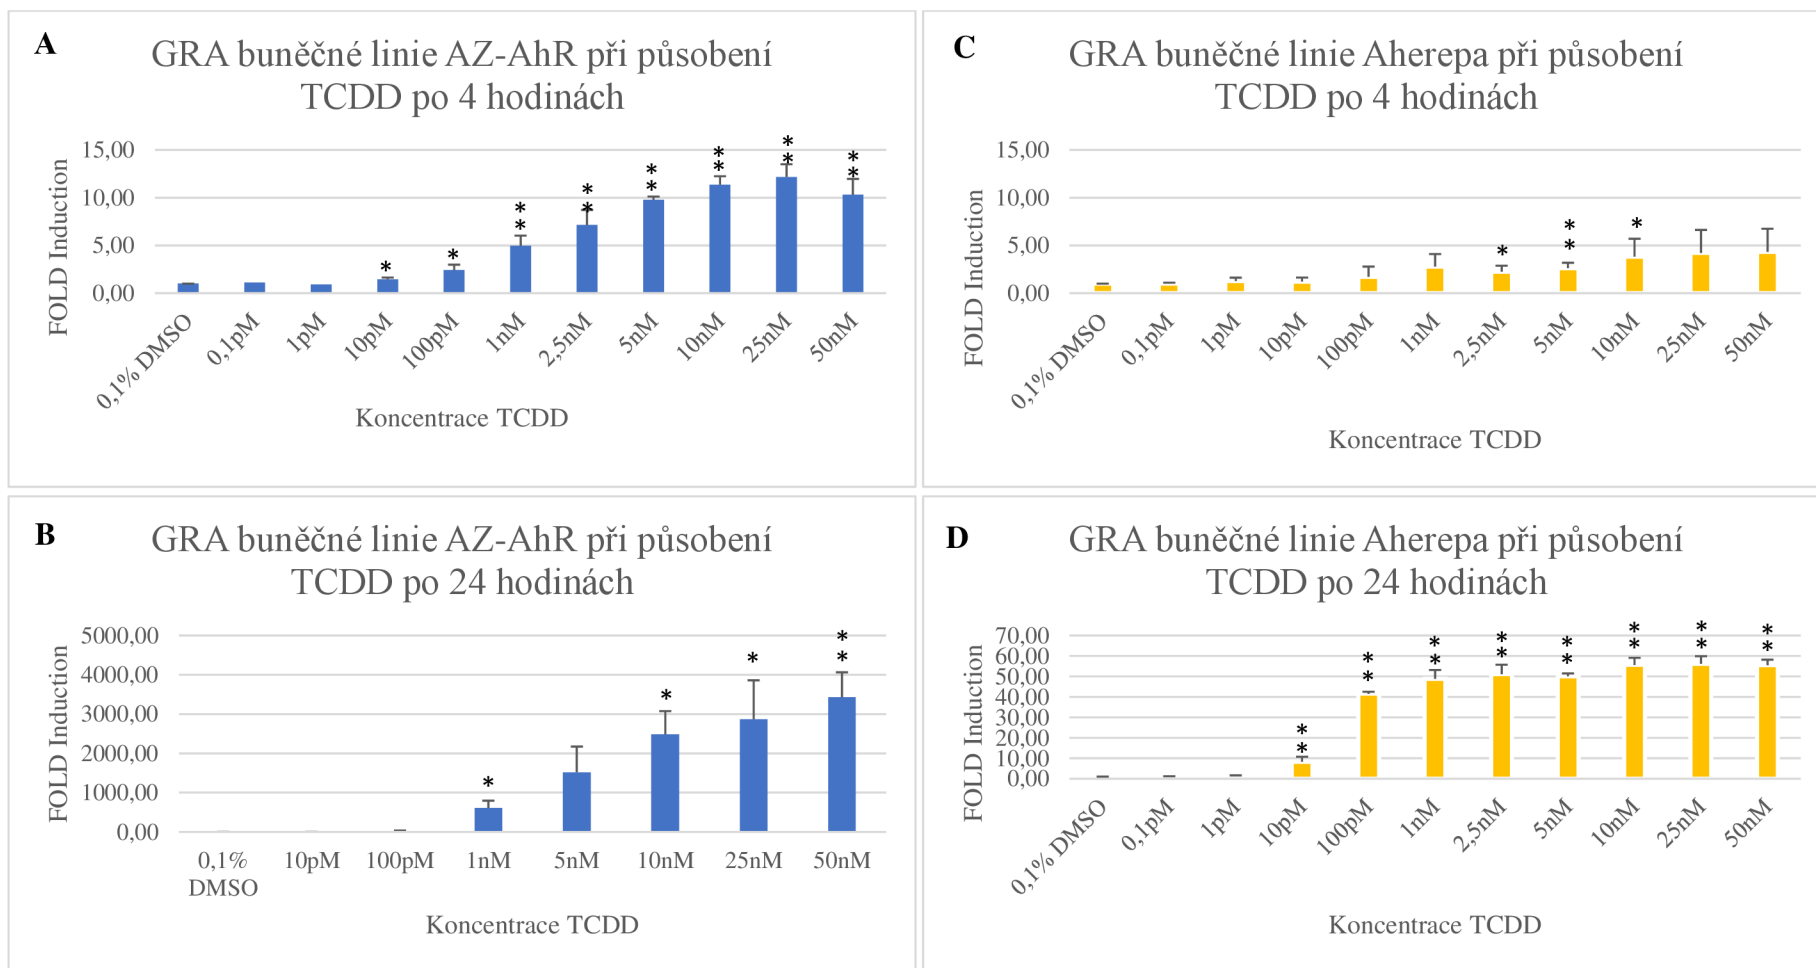 A
GRA buněčné linie AZ-AhR při působení
TCDD po 4 hodinách
FOLD Induction
15,00
10,00
5,00
0,00
* * ** ** ** ** ** **
0,1% DMSO 0,1pM 1pM 10pM 100pM 1nM 2,5nM 5nM 10nM 25nM 50nM
Koncentrace TCDD
C
GRA buněčné linie Aherepa při působení
TCDD po 4 hodinách
FOLD Induction
15,00
10,00
5,00
0,00
* ** *
0,1% DMSO 0,1pM 1pM 10pM 100pM 1nM 2,5nM 5nM 10nM 25nM 50nM
Koncentrace TCDD
B
GRA buněčné linie AZ-AhR při působení
TCDD po 24 hodinách
FOLD Induction
5000,00
4000,00
3000,00
2000,00
1000,00
0,00
* * * **
0,1% 10pM 100pM 1nM 5nM 10nM 25nM 50nM
DMSO
Koncentrace TCDD
D
GRA buněčné linie Aherepa při působení
TCDD po 24 hodinách
FOLD Induction
70,00
60,00
50,00
40,00
30,00
20,00
10,00
0,00
** ** ** ** ** ** ** **
0,1% DMSO 0,1pM 1pM 10pM 100pM 1nM 2,5nM 5nM 10nM 25nM 50nM
Koncentrace TCDD